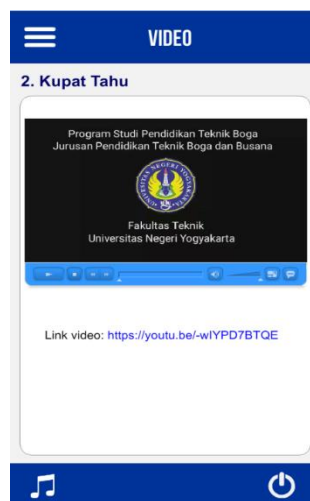 VIDEO
2. Kupat Tahu
Program Studi Pendidikan Teknik Boga
Jurusan Pendidikan Teknik Boga dan Busana
Fakultas Teknik
Universitas Negeri Yogyakarta
Link video: https://youtu.be/-wIYPD7BTQE